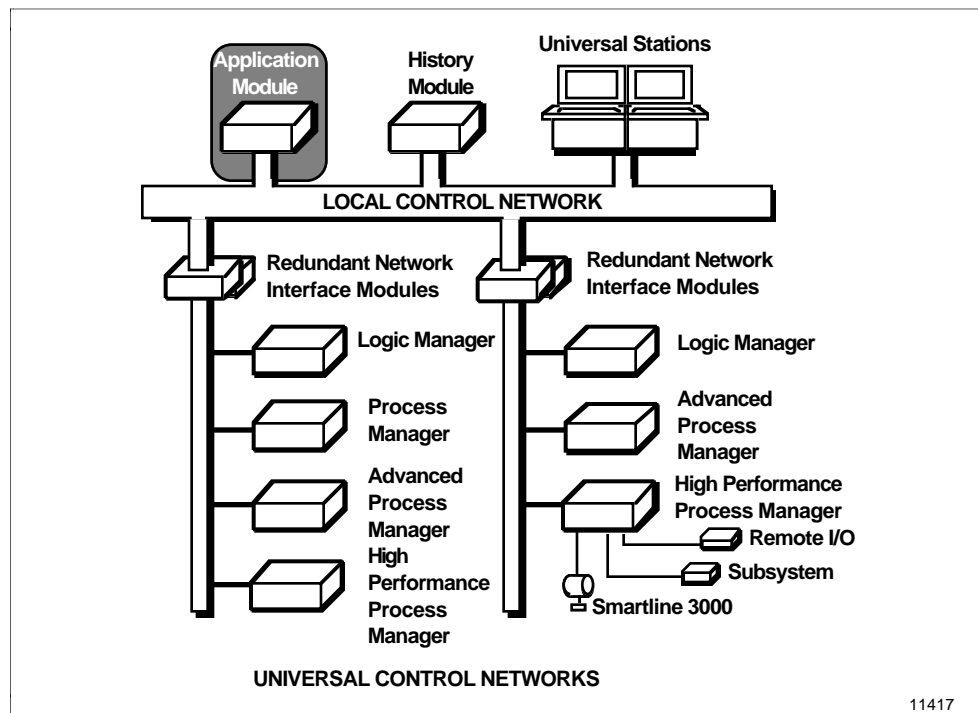 Application
Module
History
Module
Universal Stations
LOCAL CONTROL NETWORK
Redundant Network
Interface Modules
Redundant Network
Interface Modules
Logic Manager
Process
Manager
Advanced
Process
Manager
High
Performance
Process
Manager
Logic Manager
Advanced
Process
Manager
High Performance
Process Manager
Remote I/O
Subsystem
Smartline 3000
UNIVERSAL CONTROL NETWORKS
11417